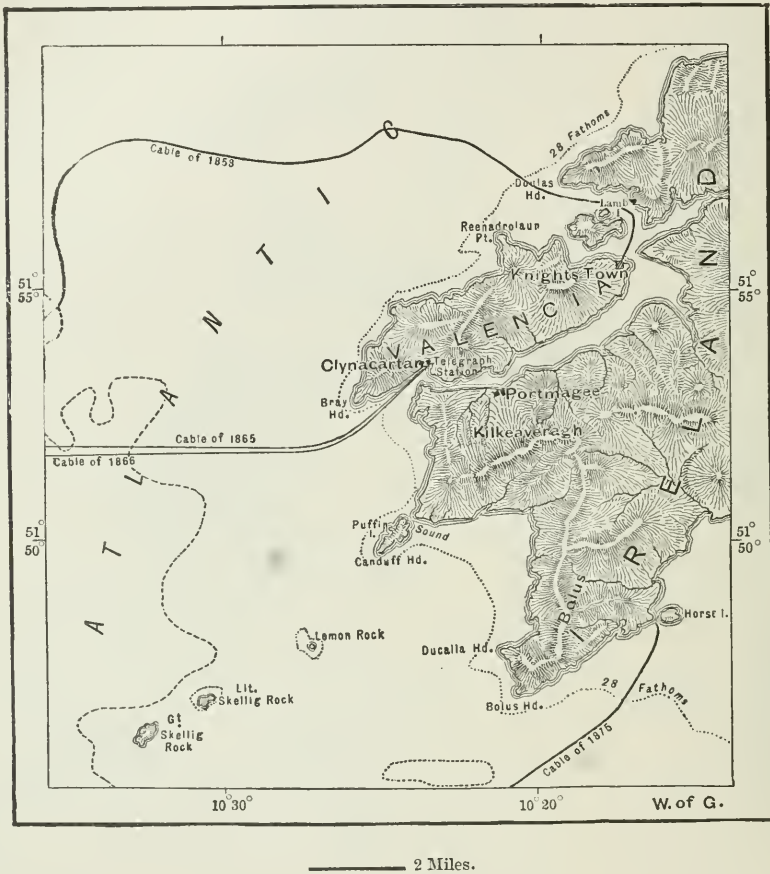 Cable of 1858
28 Fathoms
Doulas
Hd.
Lamb
I.
Reenadrolaun
Pt.
Knights Town
51°
55'
51°
55°
VALENCIA
Clynacartan
Telegraph
Station
Bray
Hd.
Portmagee
Cable of 1865
Kilkeaveragh
Cable of 1866
ATLANTIC
IRELAND
51°
50°
51°
50°
Puffin
I.
Sound
Canduff Hd.
Bolus
Horse I.
Lemon Rock
Ducalla Hd.
Lit.
Skellig Rock
28
Fathoms
Bolus Hd.
Gt.
Skellig
Rock
Cable of 1875
10°30'
10°20'
W. of G.
2 Miles.